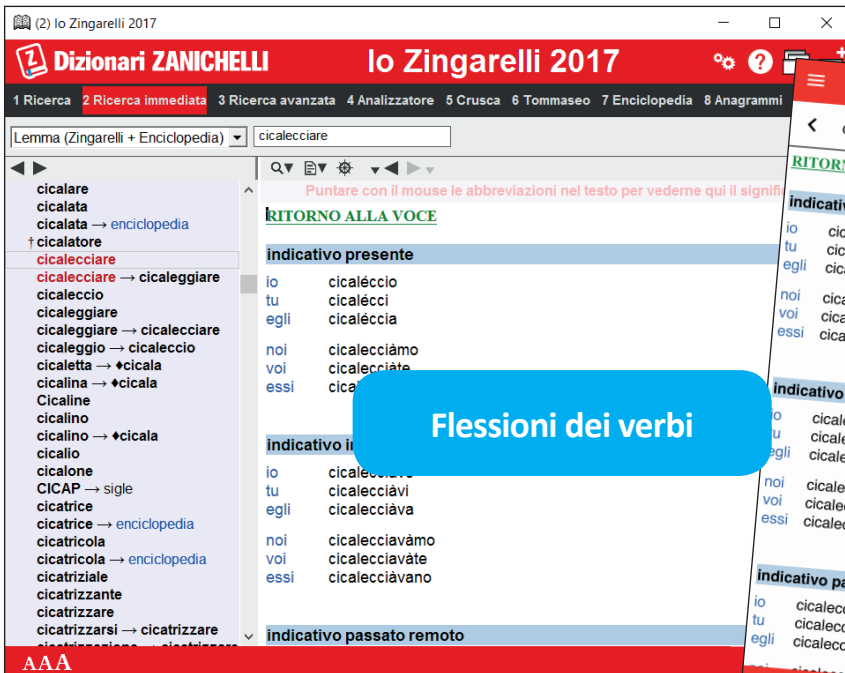 (2) lo Zingarelli 2017
Dizionari ZANICHELLI lo Zingarelli 2017
1 Ricerca 2 Ricerca immediata 3 Ricerca avanzata 4 Analizzatore 5 Crusca 6 Tommaseo 7 Enciclopedia 8 Anagrammi
Lemma (Zingarelli + Enciclopedia) cicalecciare
cicalare
cicalata
cicalata → enciclopedia
†cicalatore
cicalecciare
cicalecciare → cicaleggiare
cicaleccio
cicaleggiare
cicaleggiare → cicalecciare
cicaleggio → cicaleccio
cicaletta → ♦cicala
cicalina → ♦cicala
Cicaline
cicalino
cicalino → ♦cicala
cicalio
cicalone
CICAP → sigle
cicatrice
cicatrice → enciclopedia
cicatricola
cicatricola → enciclopedia
cicatriziale
cicatrizzante
cicatrizzare
cicatrizzarsi → cicatrizzare
Puntare con il mouse le abbreviazioni nel testo per vederne qui il
RITORNO ALLA VOCE
indicativo presente
io cicaléccio
tu cicalécci
egli cicaléccia
noi cicalecciàmo
voi cicalecciàte
essi
indicativo
io
tu cicalecciàvi
egli cicalecciàva
noi cicalecciavàmo
voi cicalecciavàte
essi cicalecciàvano
indicativo passato remoto
Flessioni dei verbi
AAA
io
tu
egli
noi
voi
essi
indicativo
egli
noi
voi
essi
indicativo
io
tu
egli